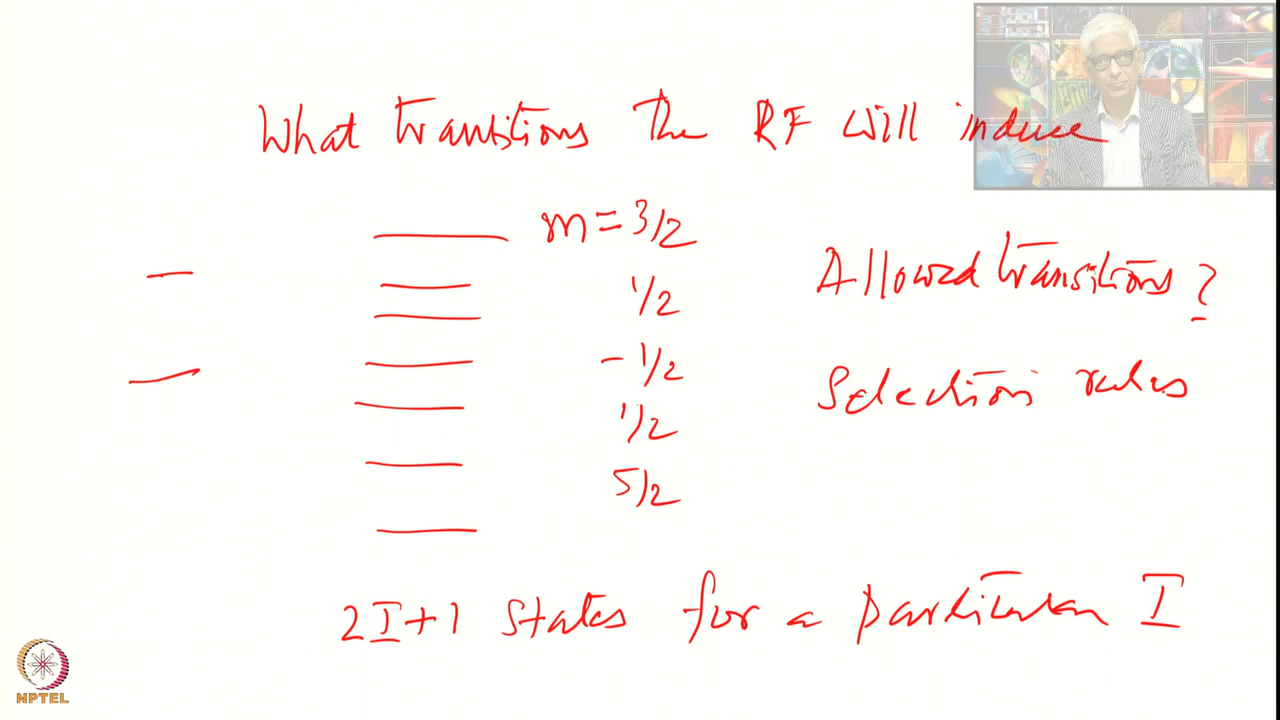 What transitions the RF will induce
m = 3/2
1/2
- 1/2
1/2
5/2
Allowed transitions ?
Selection rules
2I+1 states for a particular I
NPTEL